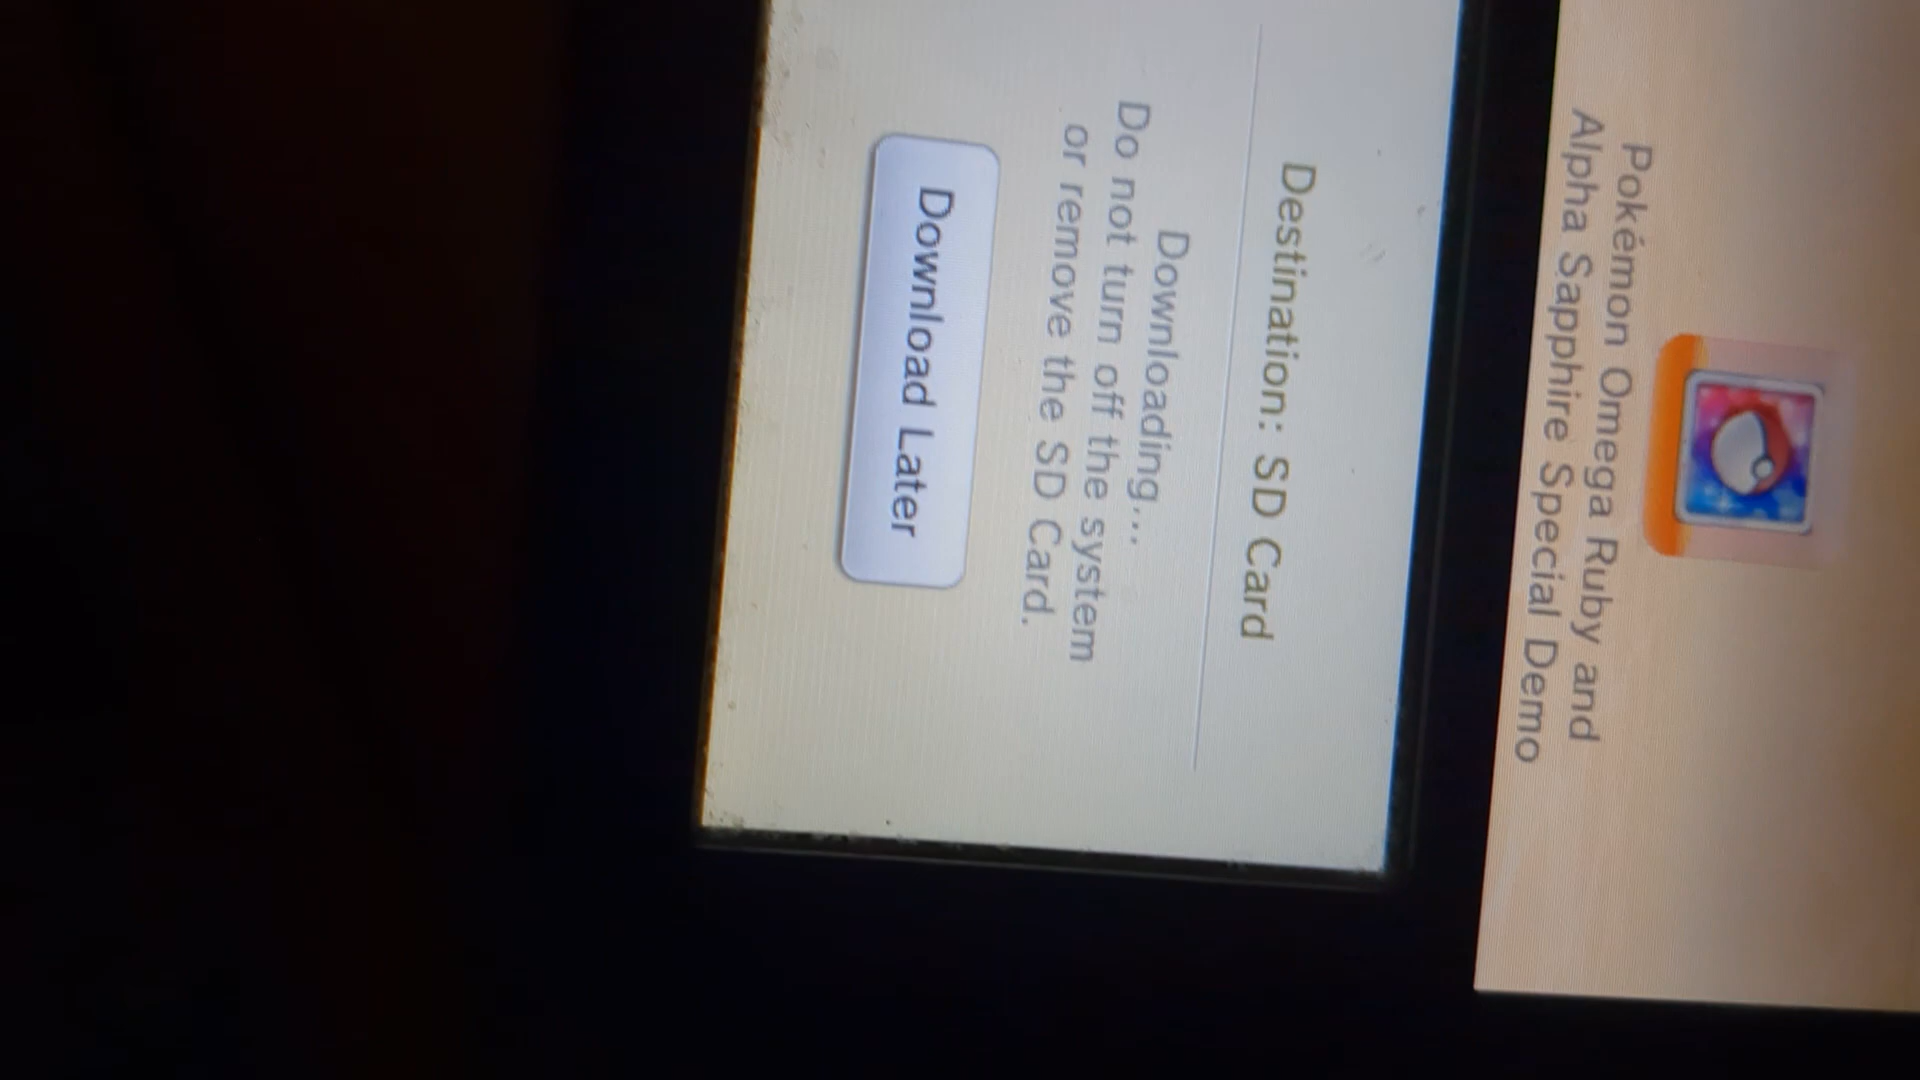 Pokémon Omega Ruby and
Alpha Sapphire Special Demo
Destination: SD Card
Downloading...
Do not turn off the system
or remove the SD Card.
Download Later